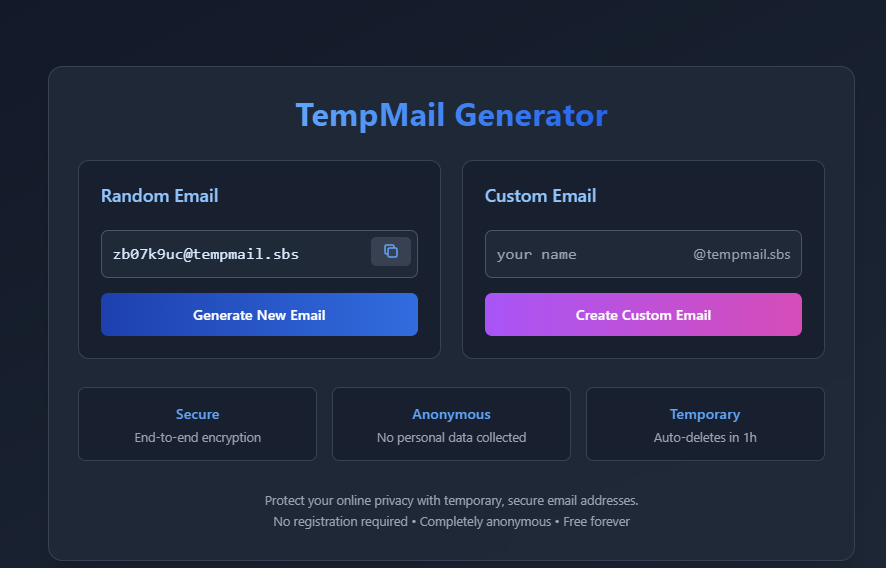 TempMail Generator
Random Email
zb07k9uc@tempmail.sbs
Generate New Email
Custom Email
your name @tempmail.sbs
Create Custom Email
Secure
End-to-end encryption
Anonymous
No personal data collected
Temporary
Auto-deletes in 1h
Protect your online privacy with temporary, secure email addresses.
No registration required • Completely anonymous • Free forever